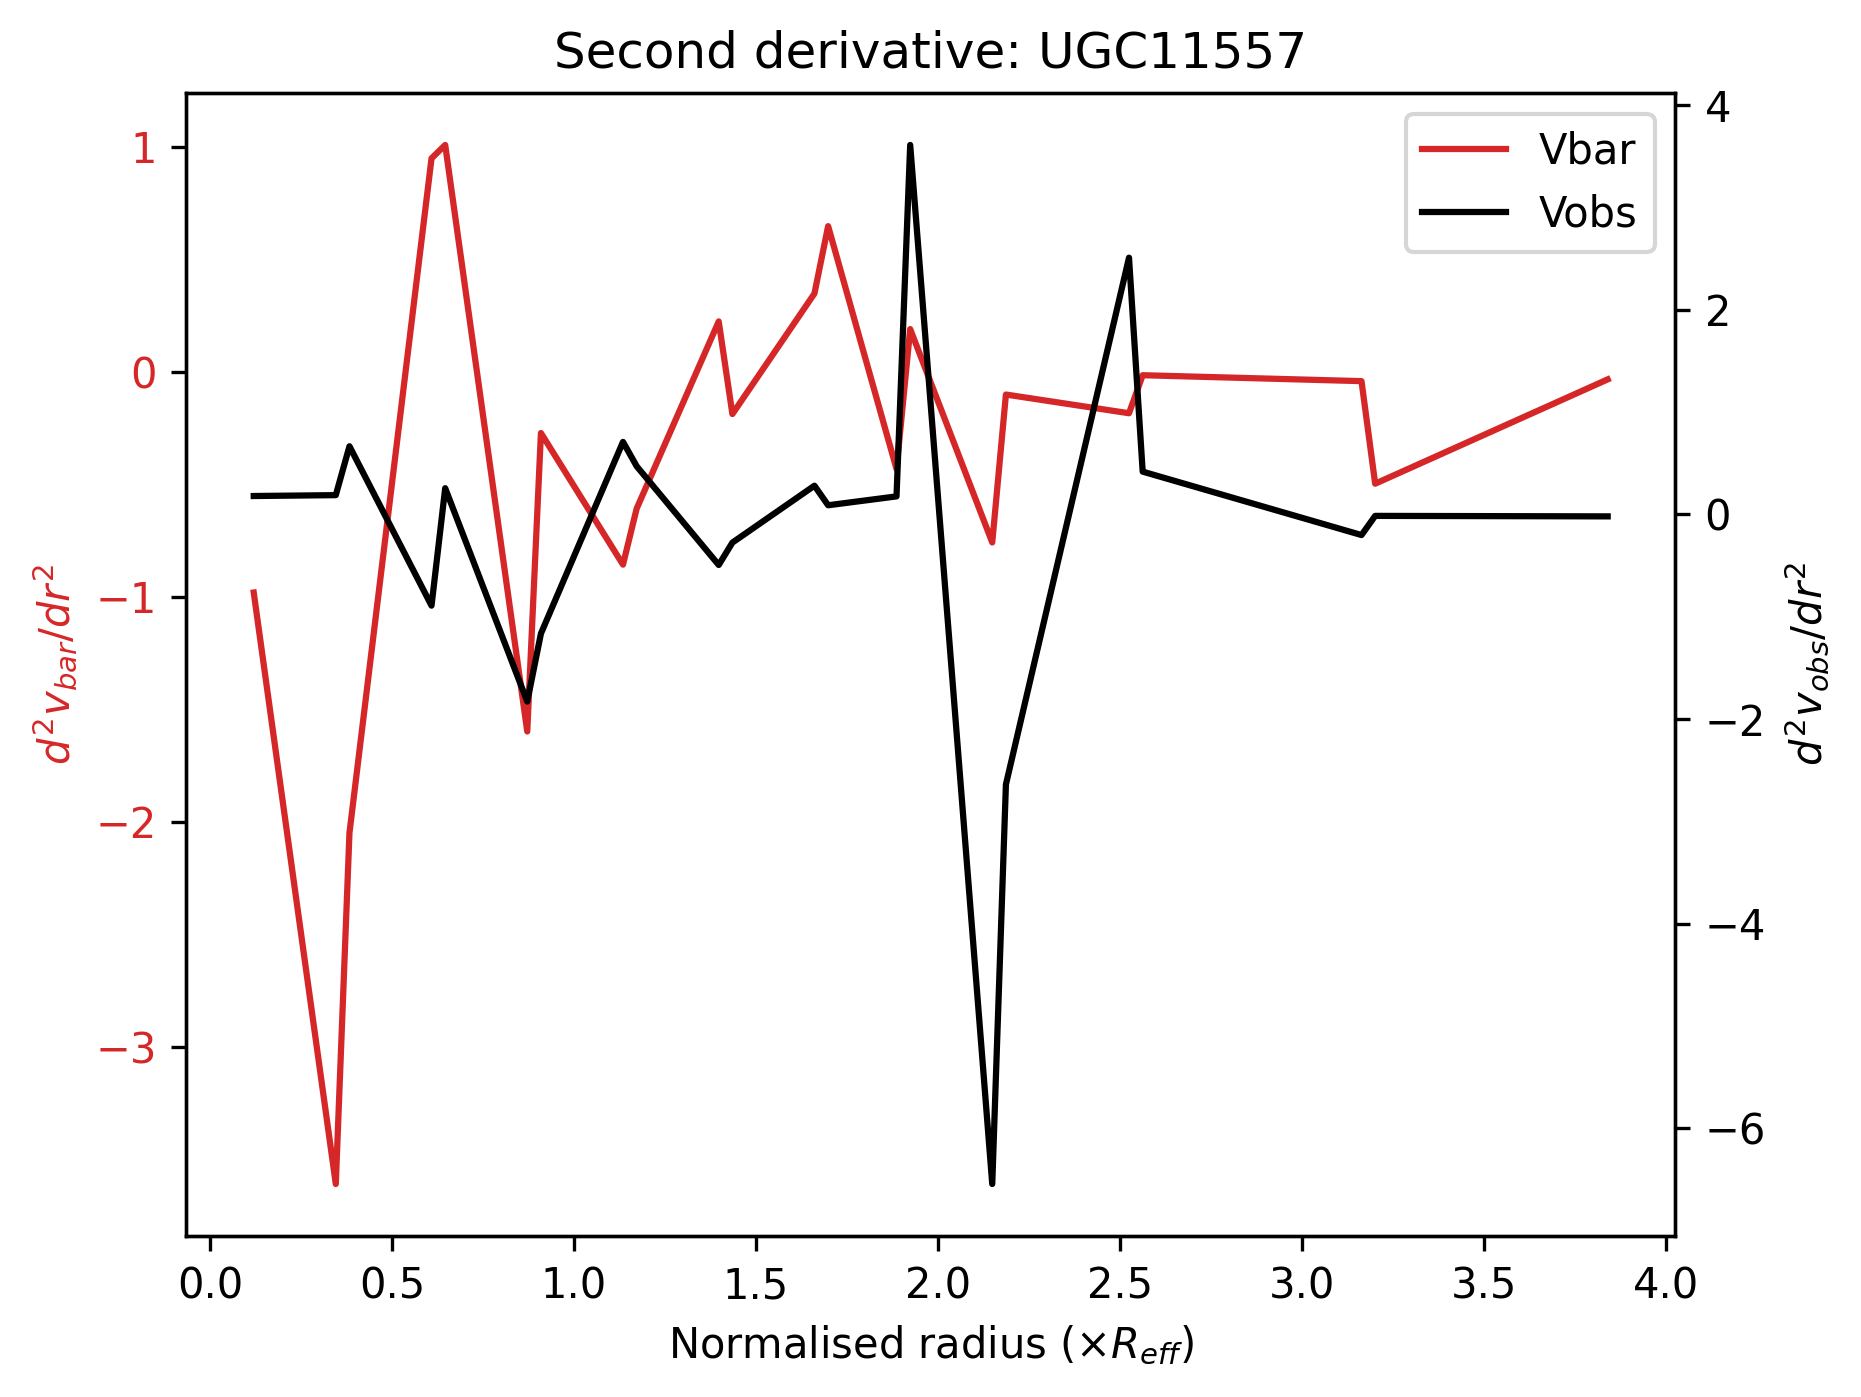 Second derivative: UGC11557
1
0
−1
−2
−3
d²v_bar/dr²
4
2
0
−2
−4
−6
d²v_obs/dr²
Vbar
Vobs
0.0 0.5 1.0 1.5 2.0 2.5 3.0 3.5 4.0
Normalised radius (×R_eff)